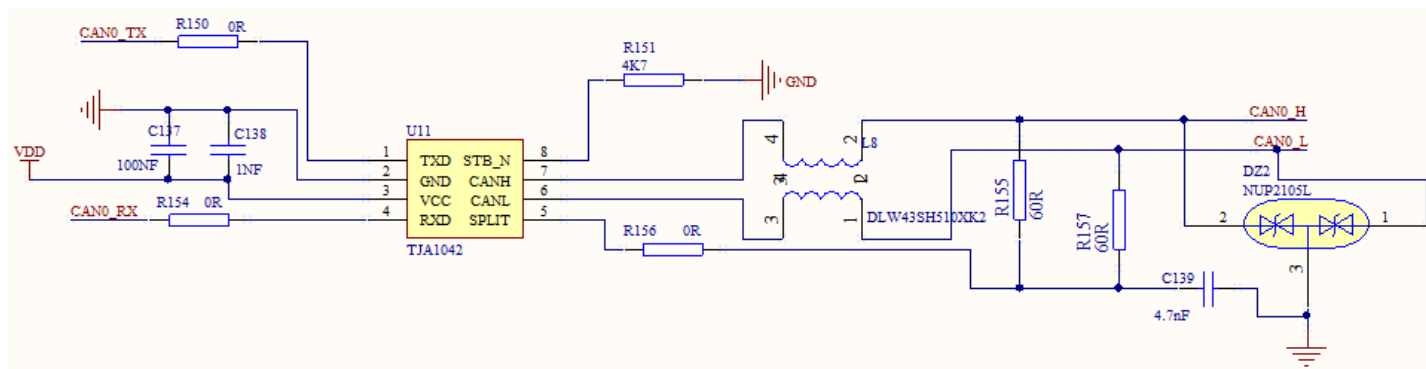 CAN0_TX
R150 0R
R151
4K7
GND
C137
100NF
C138
1NF
VDD
CAN0_RX
R154 0R
U11
1 TXD STB_N 8
2 GND CANH 7
3 VCC CANL 6
4 RXD SPLIT 5
TJA1042
R156 0R
4 2
L8
3 1
DLW43SH510XK2
R155
60R
R157
60R
CAN0_H
CAN0_L
DZ2
NUP2105L
2 1
3
C139
4.7nF